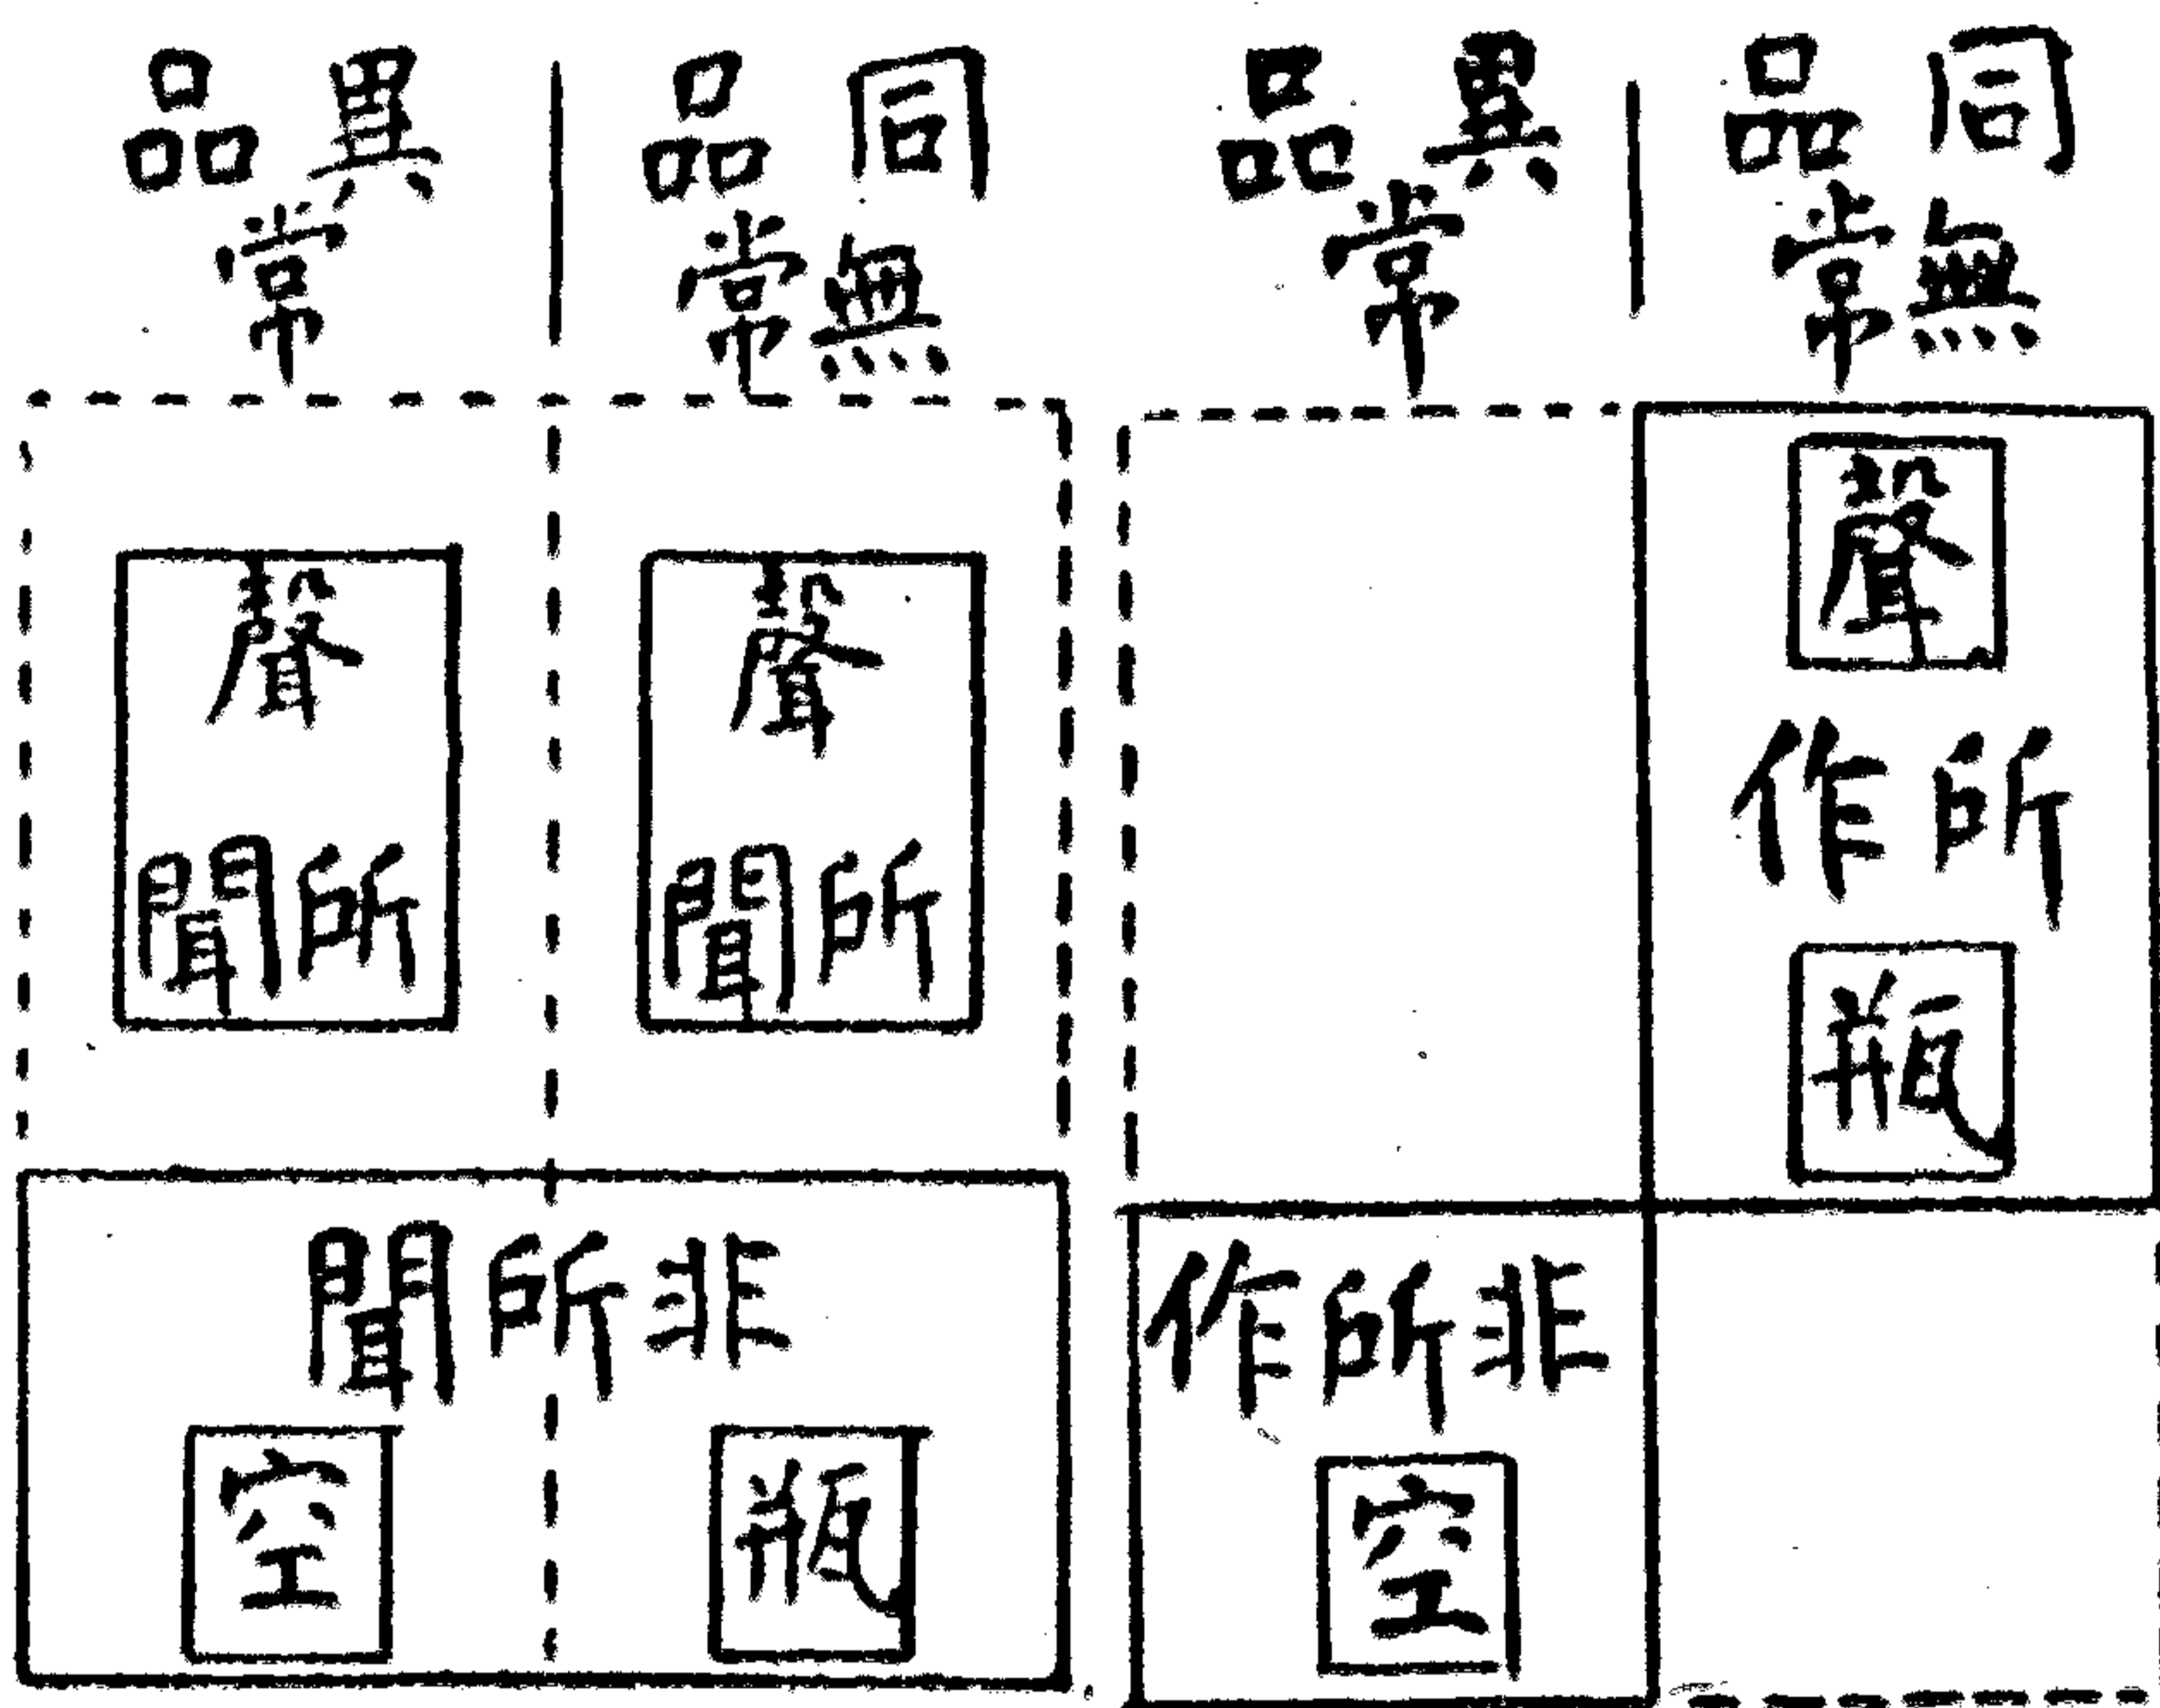 同品
無常
異品
常
聲
所作
瓶
非所作
空
同品
無常
異品
常
聲
所聞
聲
所聞
非所聞
瓶
空